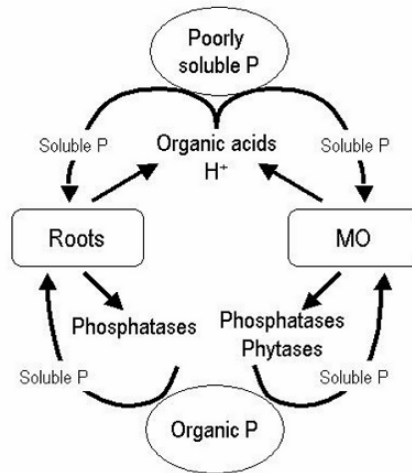 Poorly
soluble P
Soluble P
Organic acids
H⁺
Soluble P
Roots
MO
Phosphatases
Phosphatases
Phytases
Soluble P
Soluble P
Organic P